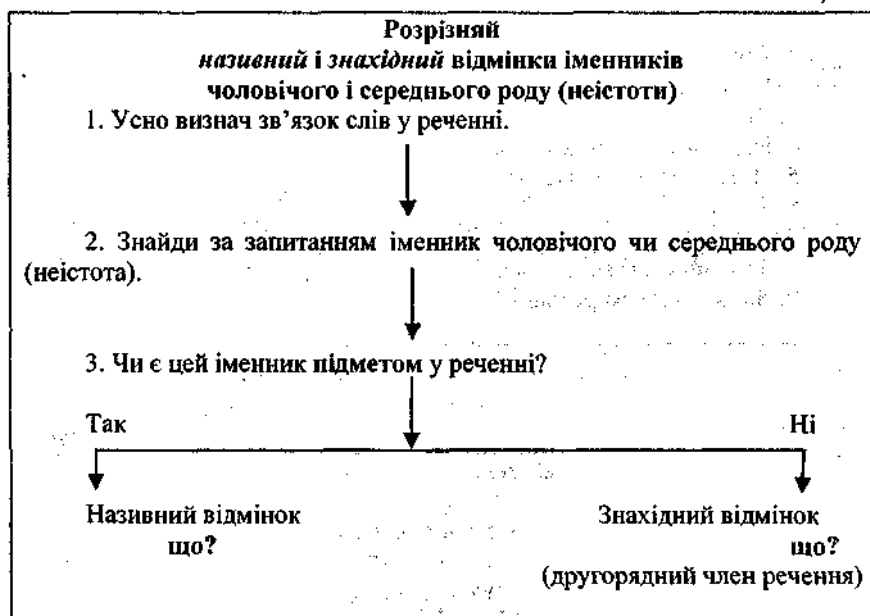 Розрізняй
називний і знахідний відмінки іменників
чоловічого і середнього роду (неістоти)
1. Усно визнач зв’язок слів у реченні.
2. Знайди за запитанням іменник чоловічого чи середнього роду
(неістота).
3. Чи є цей іменник підметом у реченні?
Так Ні
Називний відмінок Знахідний відмінок
що? що?
(другорядний член речення)